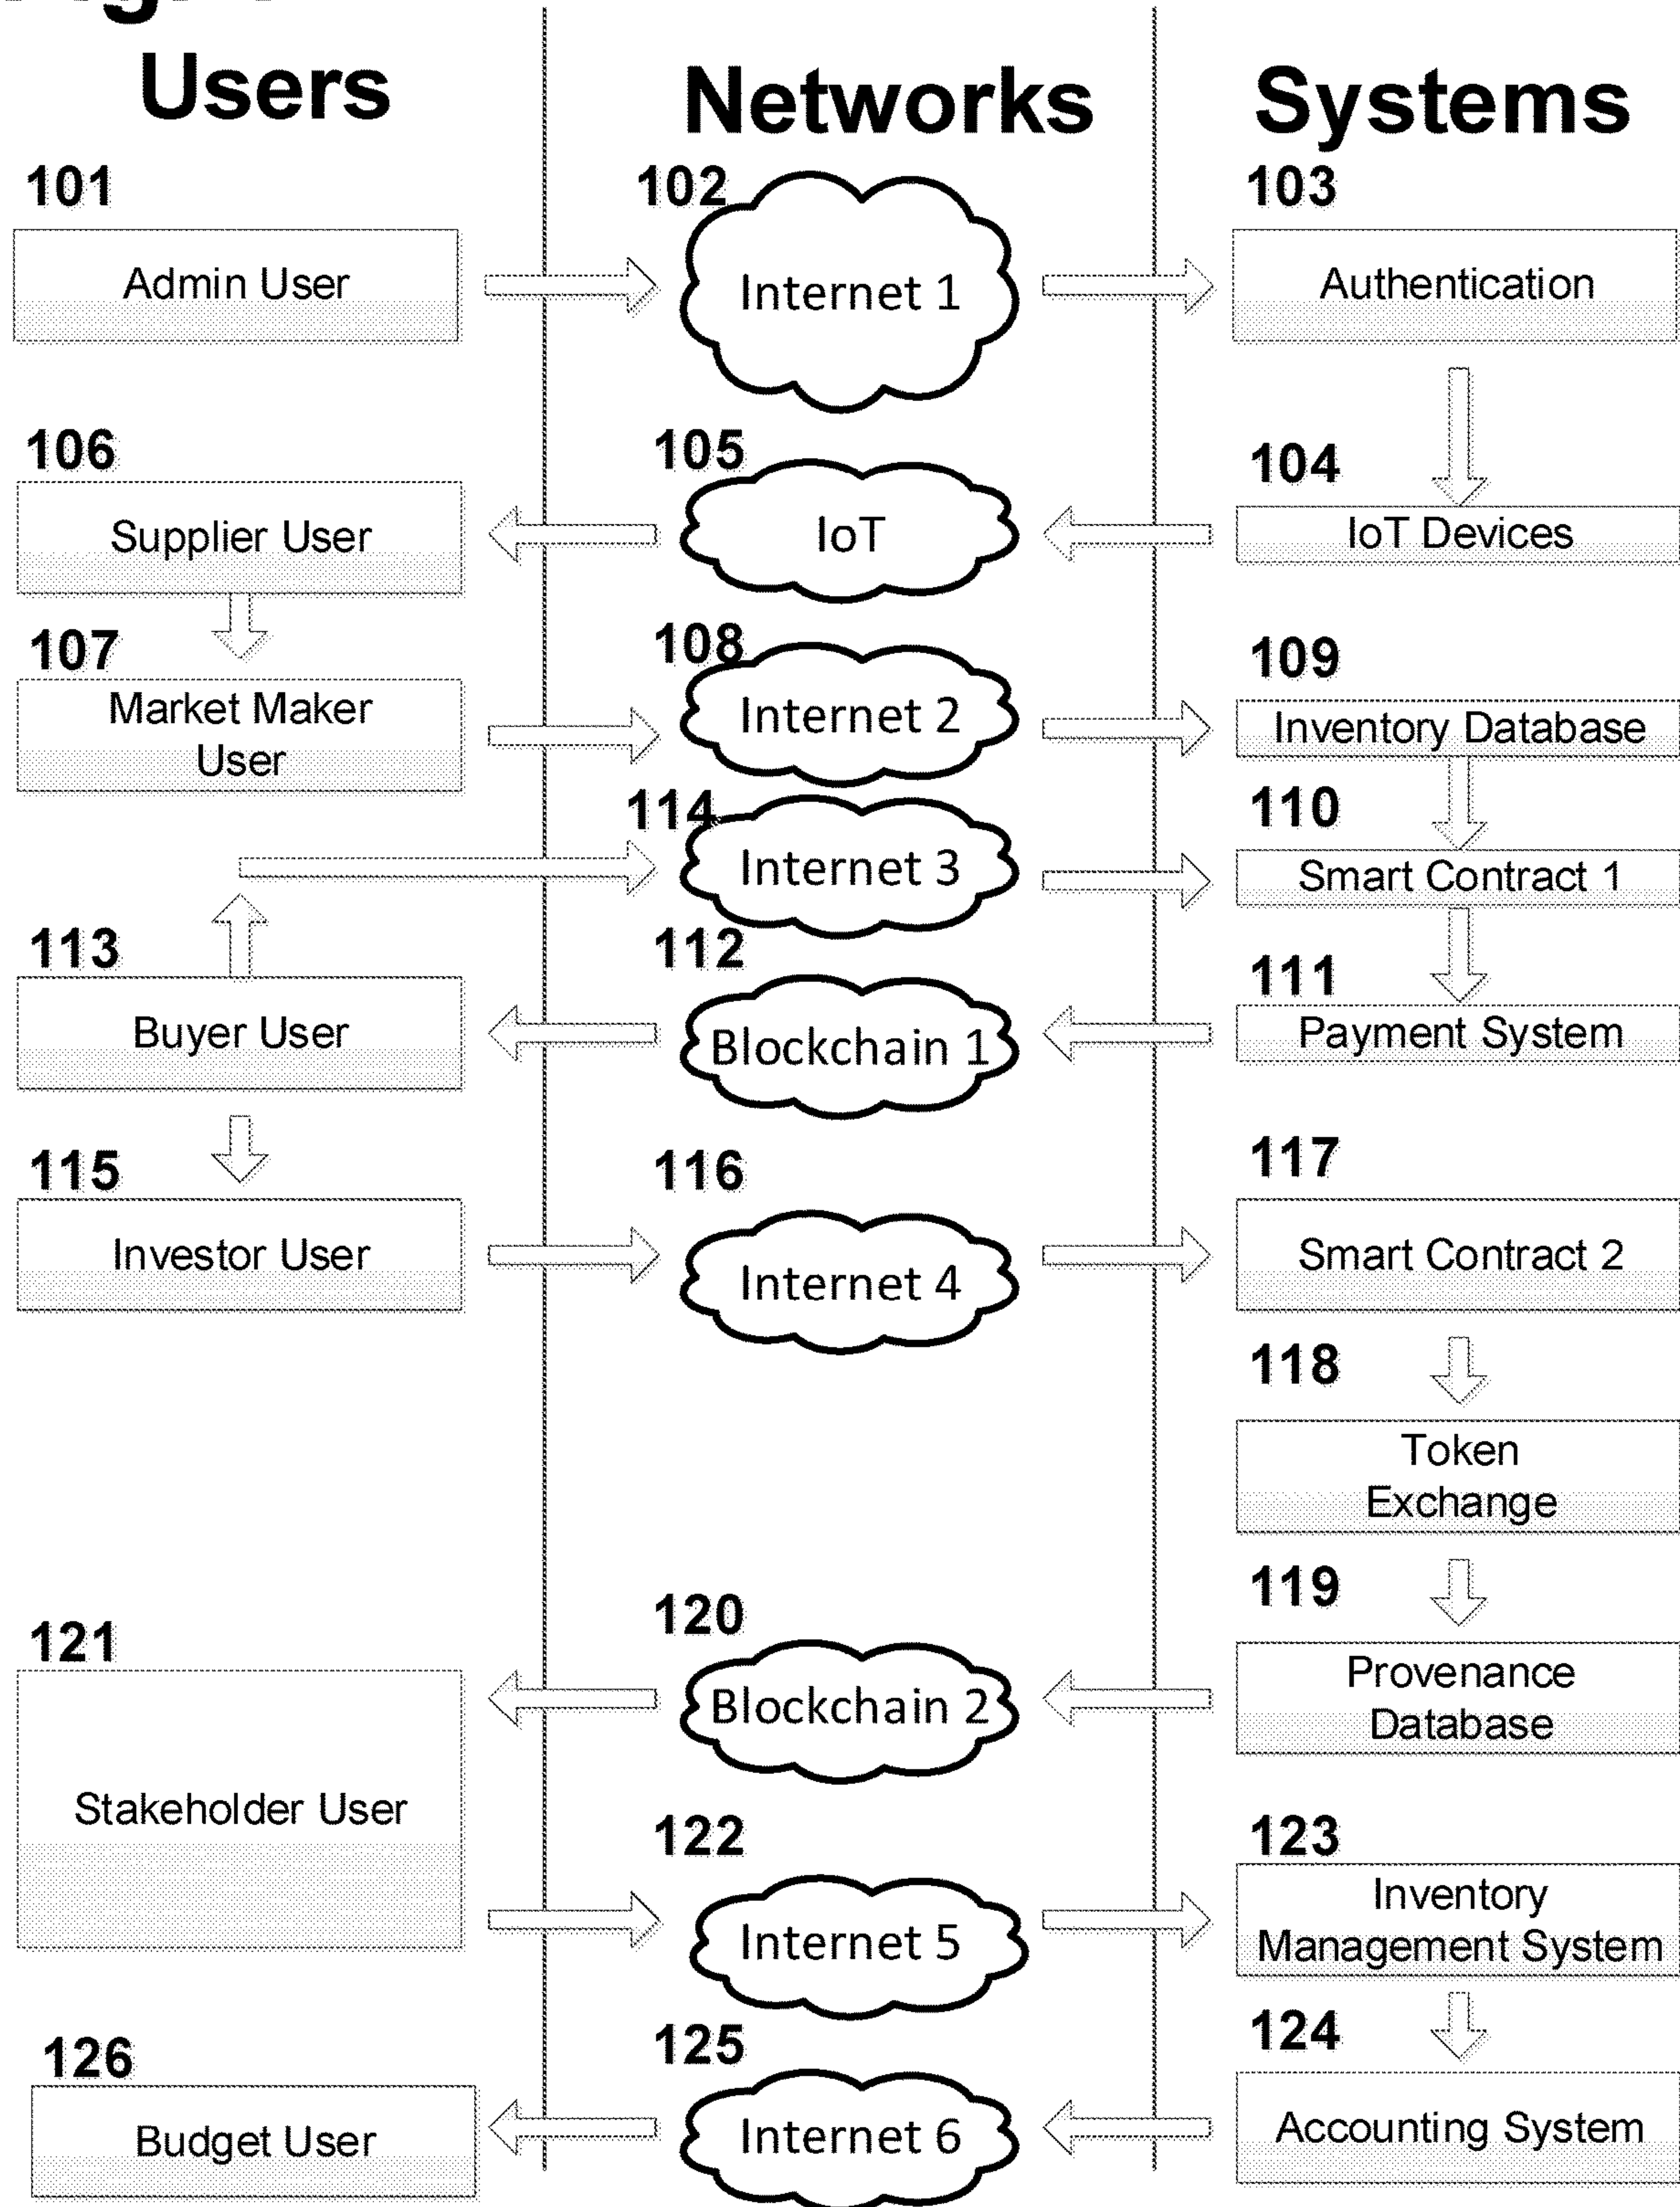 Users Networks Systems
101 102 103
Admin User Internet 1 Authentication
106 105 104
Supplier User IoT IoT Devices
107 108 109
Market Maker
User
Internet 2 Inventory Database
114 110
Internet 3 Smart Contract 1
113 112 111
Buyer User Blockchain 1 Payment System
115 116 117
Investor User Internet 4 Smart Contract 2
118
Token
Exchange
119
Provenance
Database
120
Blockchain 2
121
Stakeholder User
122 123
Internet 5
Inventory
Management System
126 125 124
Budget User Internet 6 Accounting System